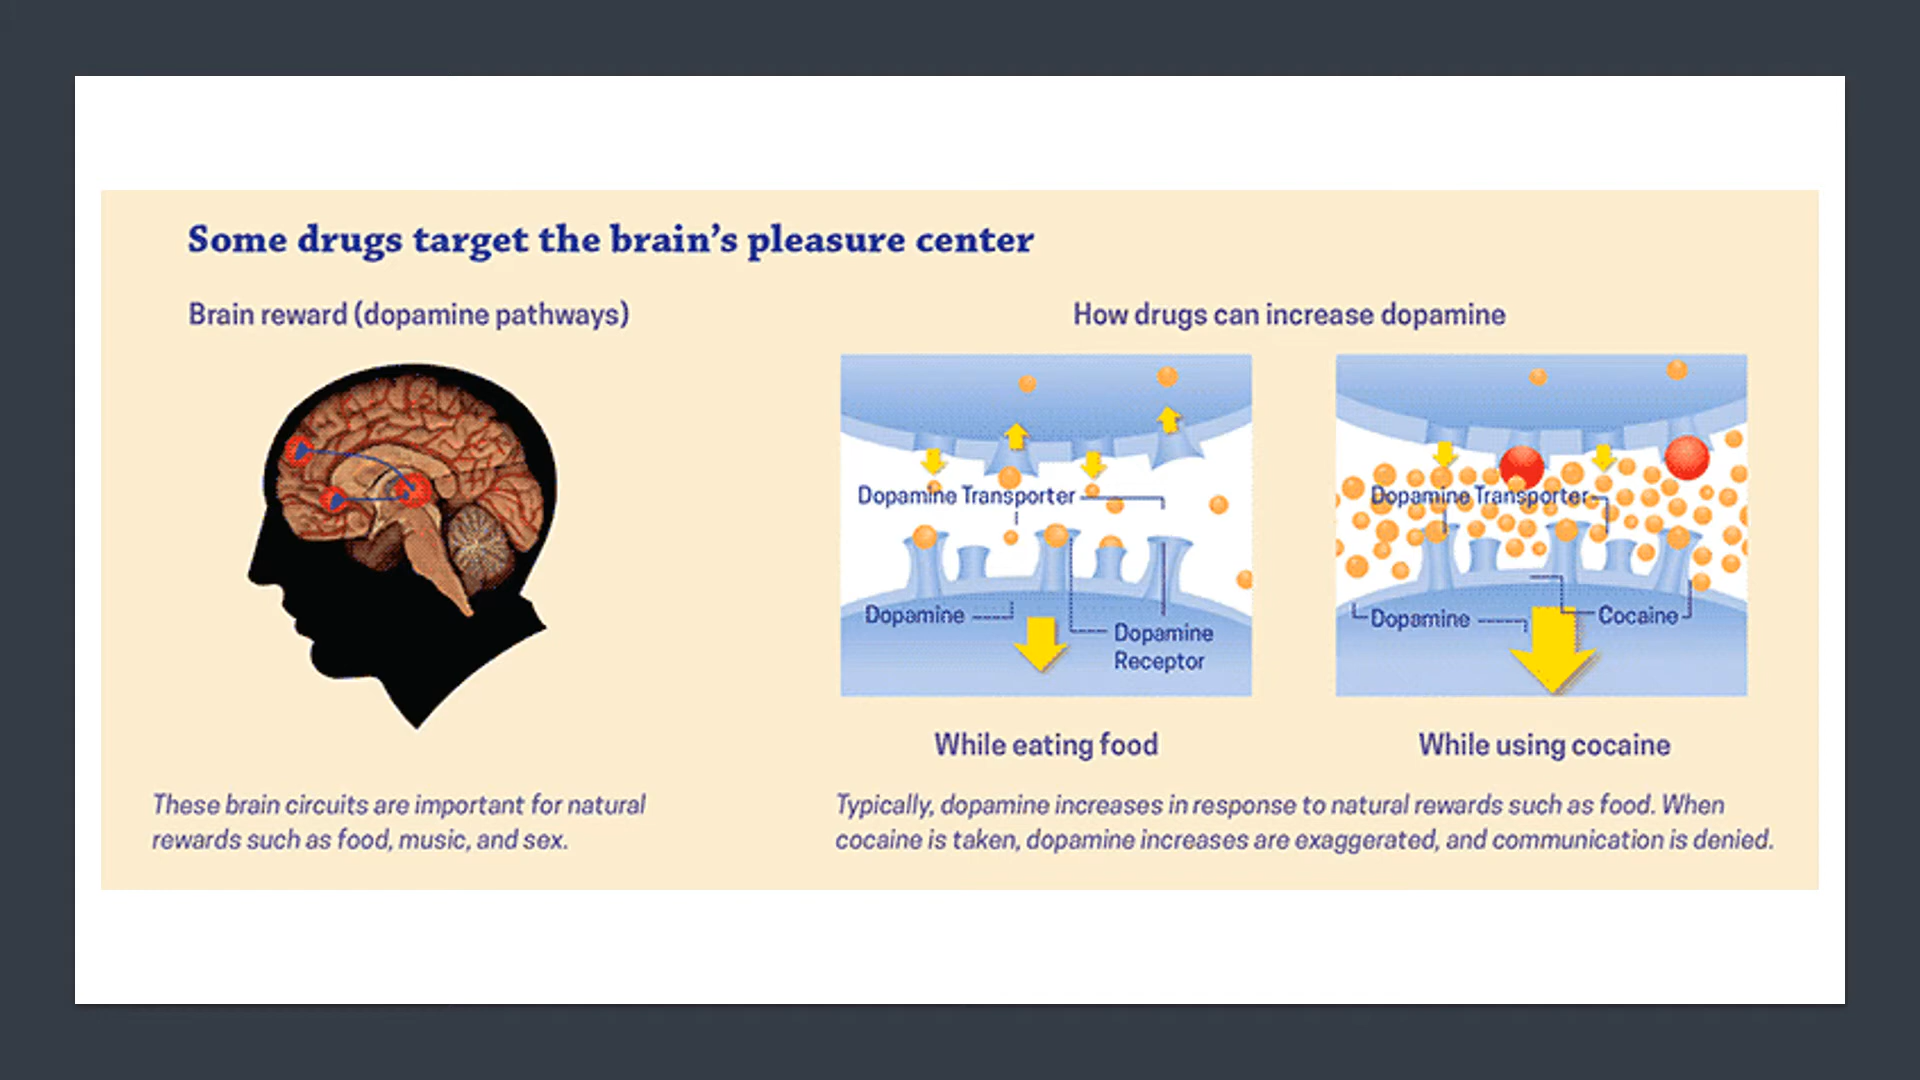 Some drugs target the brain's pleasure center
Brain reward (dopamine pathways)
These brain circuits are important for natural
rewards such as food, music, and sex.
How drugs can increase dopamine
Dopamine Transporter
Dopamine
Dopamine
Receptor
While eating food
Dopamine Transporter
Dopamine
Cocaine
While using cocaine
Typically, dopamine increases in response to natural rewards such as food. When
cocaine is taken, dopamine increases are exaggerated, and communication is denied.